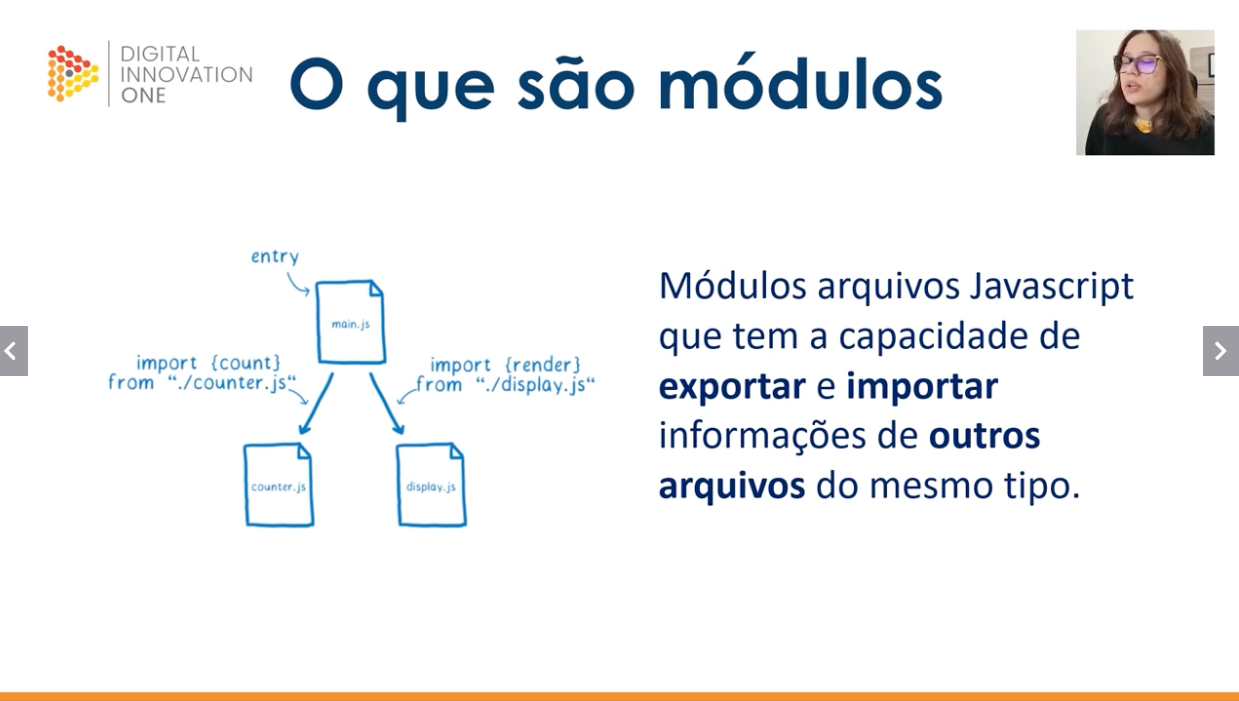 DIGITAL
INNOVATION
ONE
O que são módulos
entry
main.js
import {count}
from "./counter.js"
import {render}
from "./display.js"
counter.js
display.js
Módulos arquivos Javascript
que tem a capacidade de
exportar e importar
informações de outros
arquivos do mesmo tipo.